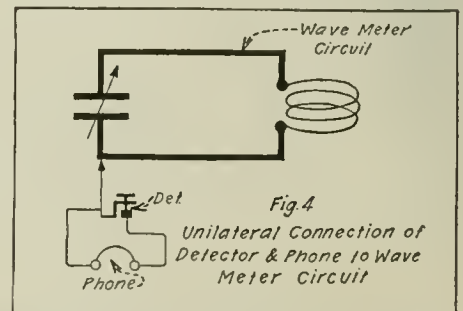 Wave Meter
Circuit
Det.
Phone
Fig. 4
Unilateral Connection of
Detector & Phone to Wave
Meter Circuit